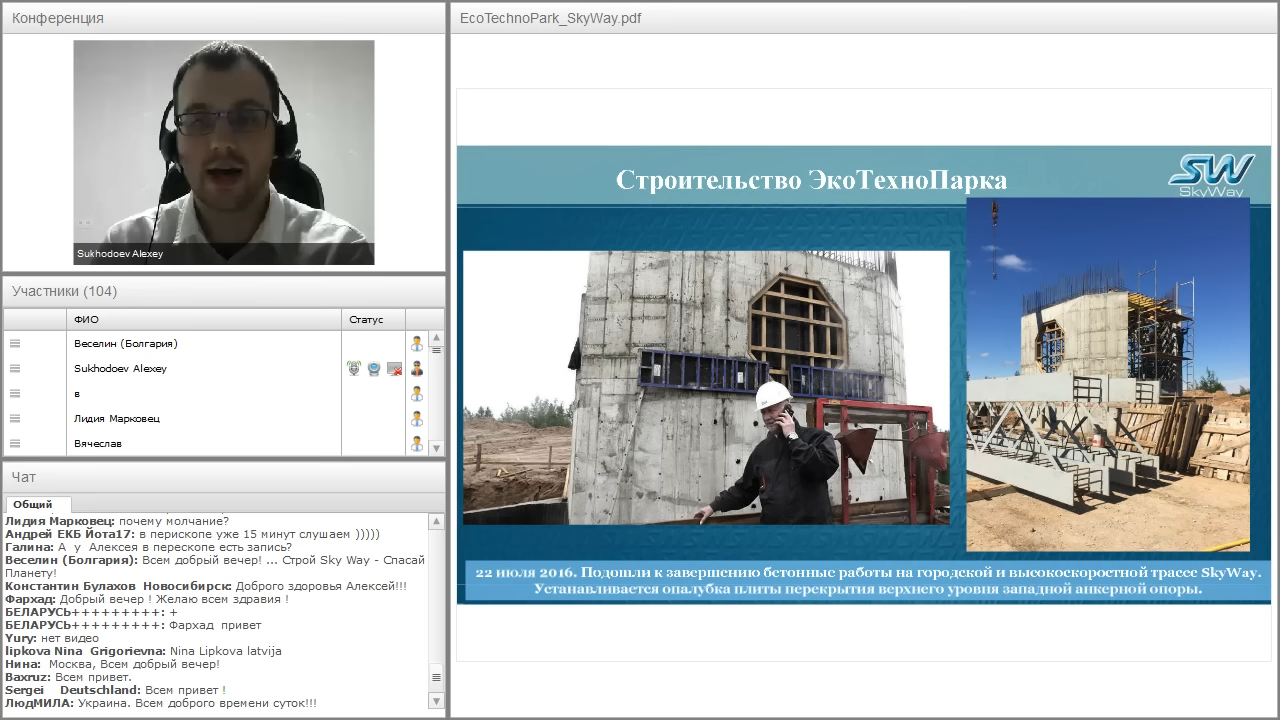 Конференция
Sukhodoev Alexey
Участники (104)
ФИО
Статус
Веселин (Болгария)
Sukhodoev Alexey
в
Лидия Марковец
Вячеслав
Чат
Общий
Лидия Марковец: почему молчание?
Андрей ЕКБ Йота17: в перископе уже 15 минут слушаем )))))
Галина: А у Алексея в перескопе есть запись?
Веселин (Болгария): Всем добрый вечер! ... Строй Sky Way - Спасай
Планету!
Константин Булахов Новосибирск: Доброго здоровья Алексей!!!
Фархад: Добрый вечер ! Желаю всем здравия !
БЕЛАРУСЬ+++++++++: +
БЕЛАРУСЬ+++++++++: Фархад привет
Yury: нет видео
lipkova Nina Grigorievna: Nina Lipkova latvija
Нина: Москва, Всем добрый вечер!
Baxruz: Всем привет.
Sergei Deutschland: Всем привет !
ЛюдМИЛА: Украина. Всем доброго времени суток!!!
EcoTechnoPark_SkyWay.pdf
Строительство ЭкоТехноПарка
SW
SkyWay
22 июля 2016. Подошли к завершению бетонные работы на городской и высокоскоростной трассе SkyWay.
Устанавливается опалубка плиты перекрытия верхнего уровня западной анкерной опоры.